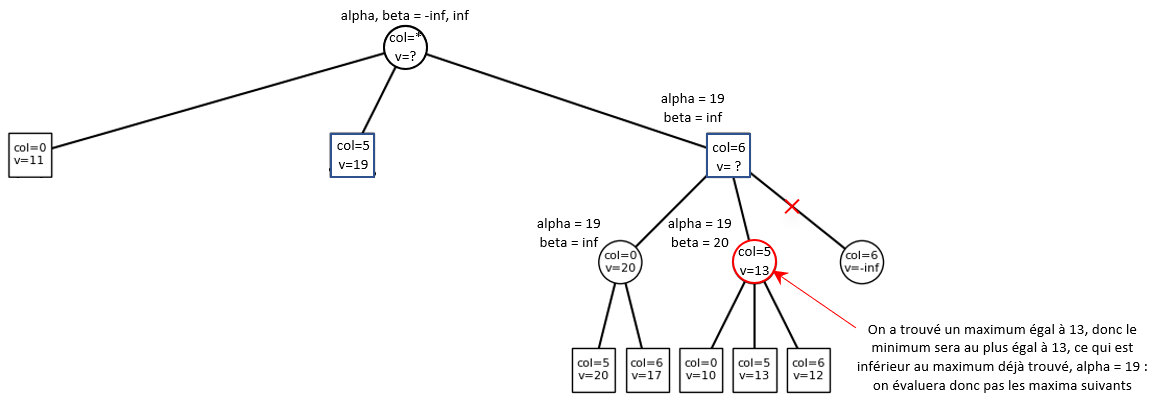 alpha, beta = -inf, inf
col=*
v=?
alpha = 19
beta = inf
col=0
v=11
col=5
v=19
col=6
v= ?
alpha = 19
beta = inf
alpha = 19
beta = 20
col=0
v=20
col=5
v=13
col=6
v=-inf
col=5
v=20
col=6
v=17
col=0
v=10
col=5
v=13
col=6
v=12
On a trouvé un maximum égal à 13, donc le
minimum sera au plus égal à 13, ce qui est
inférieur au maximum déjà trouvé, alpha = 19 :
on évaluera donc pas les maxima suivants